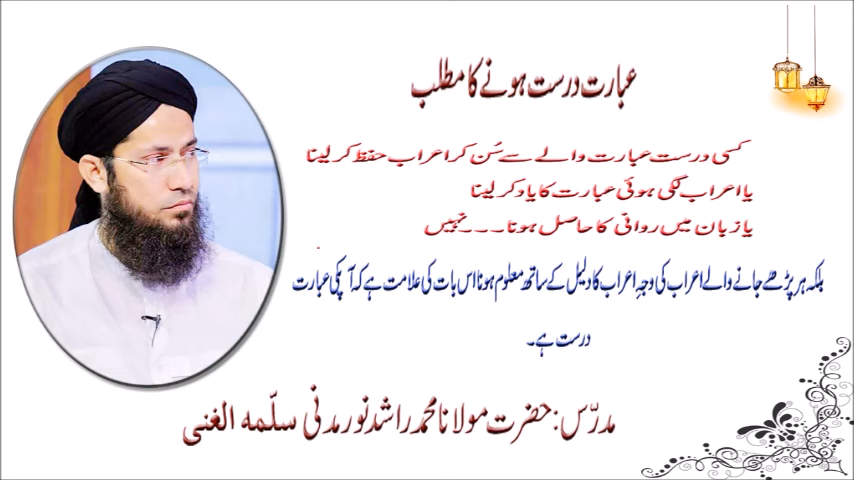 عبارت درست ہونے کا مطلب
کسی درست عبارت والے سے سُن کر اعراب حفظ کر لینا
یا اعراب لگی ہوئی عبارت کا یاد کر لینا
یا زبان میں روانی کا حاصل ہونا۔۔۔نہیں
بلکہ ہر پڑھے جانے والے اعراب کی وجہِ اعراب کا دلیل کے ساتھ معلوم ہونا اس بات کی علامت ہے کہ آپکی عبارت
درست ہے۔
مدرّس: حضرت مولانا محمد راشد نور مدنی سلّمہ الغنی